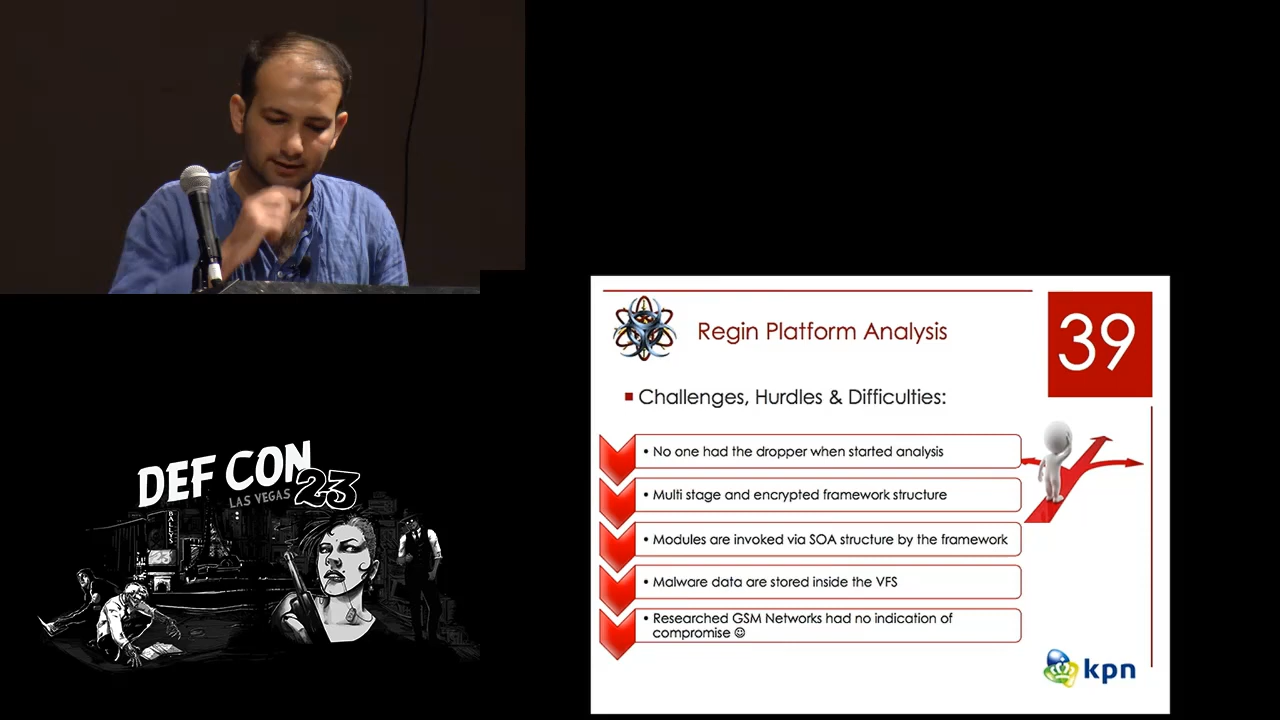 Regin Platform Analysis
39
▪ Challenges, Hurdles & Difficulties:
• No one had the dropper when started analysis
• Multi stage and encrypted framework structure
• Modules are invoked via SOA structure by the framework
• Malware data are stored inside the VFS
• Researched GSM Networks had no indication of
compromise ☺
kpn
DEF CON
LAS VEGAS 23
BALLYS